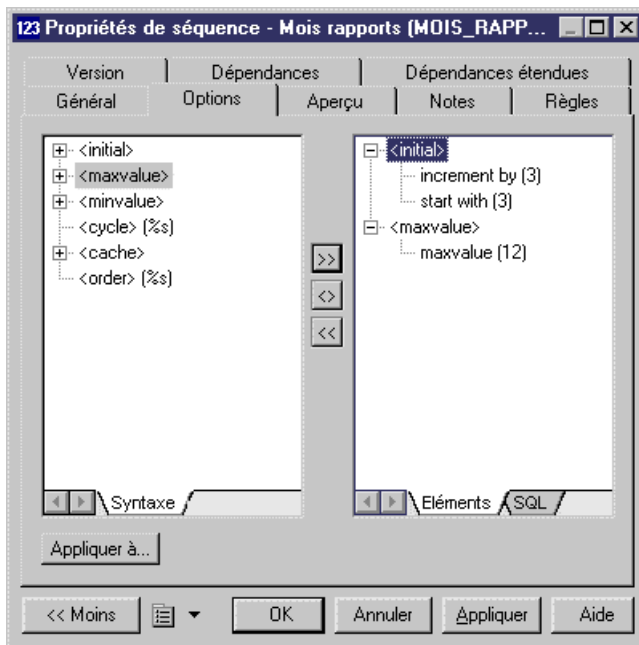 123 Propriétés de séquence - Mois rapports (MOIS_RAPP...
Version Dépendances Dépendances étendues
Général Options Aperçu Notes Règles
<initial>
<maxvalue>
<minvalue>
<cycle> (%s)
<cache>
<order> (%s)
Syntaxe
>>
<>
<<
<initial>
increment by (3)
start with (3)
<maxvalue>
maxvalue (12)
Eléments SQL
Appliquer à...
<< Moins OK Annuler Appliquer Aide